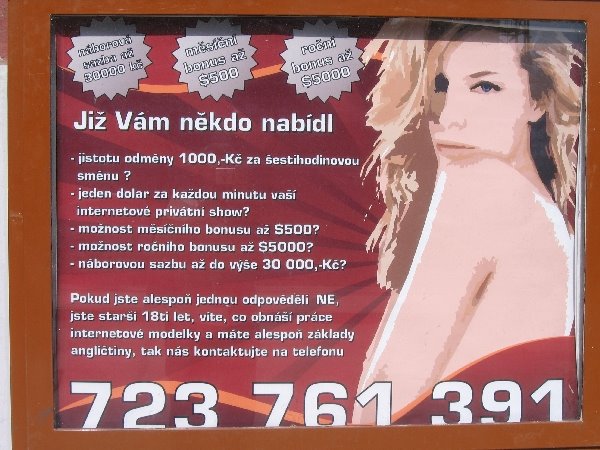 náborová
sazba až
30000 kč
měsíční
bonus až
$500
roční
bonus až
$5000
Již Vám někdo nabídl
- jistotu odměny 1000,-Kč za šestihodinovou
směnu ?
- jeden dolar za každou minutu vaší
internetové privátní show?
- možnost měsíčního bonusu až $500?
- možnost ročního bonusu až $5000?
- náborovou sazbu až do výše 30 000,-Kč?
Pokud jste alespoň jednou odpověděli NE,
jste starší 18ti let, víte, co obnáší práce
internetové modelky a máte alespoň základy
angličtiny, tak nás kontaktujte na telefonu
723 761 391